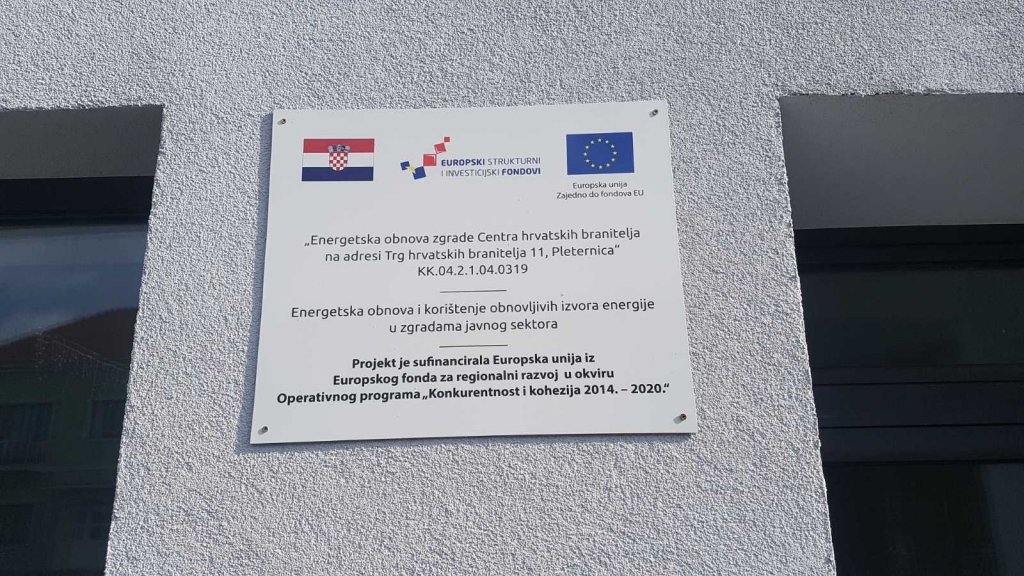 EUROPSKI STRUKTURNI
I INVESTICIJSKI FONDOVI
Europska unija
Zajedno do fondova EU
„Energetska obnova zgrade Centra hrvatskih branitelja
na adresi Trg hrvatskih branitelja 11, Pleternica“
KK.04.2.1.04.0319
Energetska obnova i korištenje obnovljivih izvora energije
u zgradama javnog sektora
Projekt je sufinancirala Europska unija iz
Europskog fonda za regionalni razvoj u okviru
Operativnog programa „Konkurentnost i kohezija 2014. – 2020.“